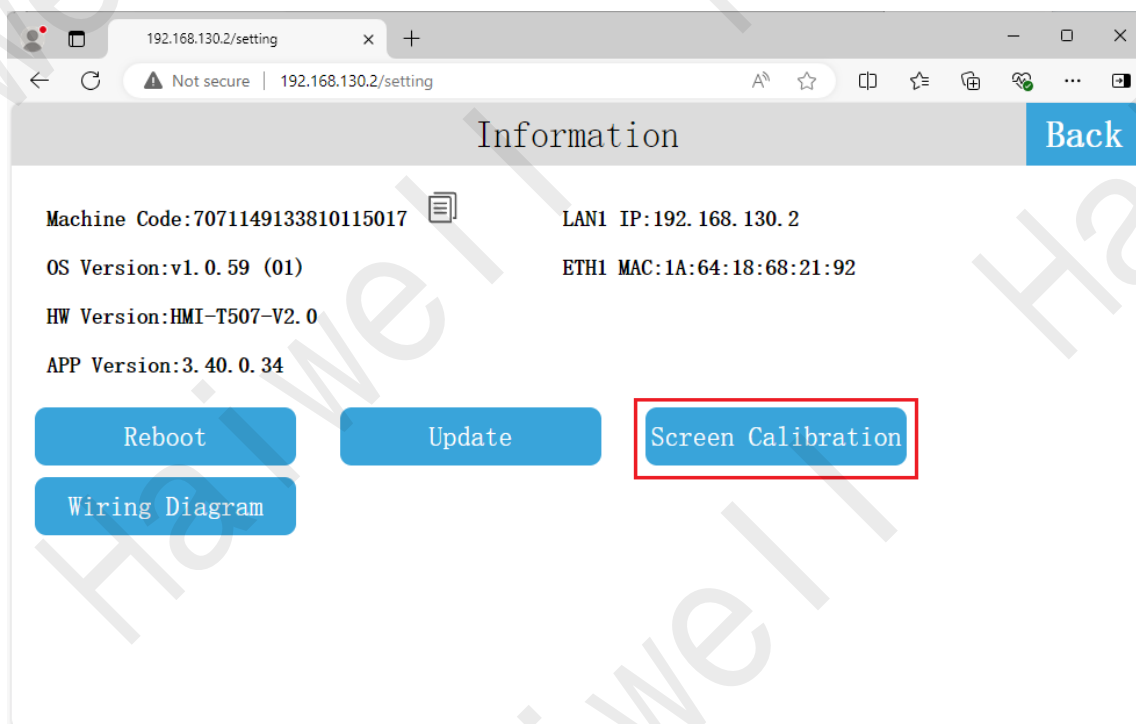 192.168.130.2/setting
Not secure | 192.168.130.2/setting
Information
Back
Machine Code:7071149133810115017
LAN1 IP:192.168.130.2
OS Version:v1.0.59 (01)
ETH1 MAC:1A:64:18:68:21:92
HW Version:HMI-T507-V2.0
APP Version:3.40.0.34
Reboot
Update
Screen Calibration
Wiring Diagram
Haiwell